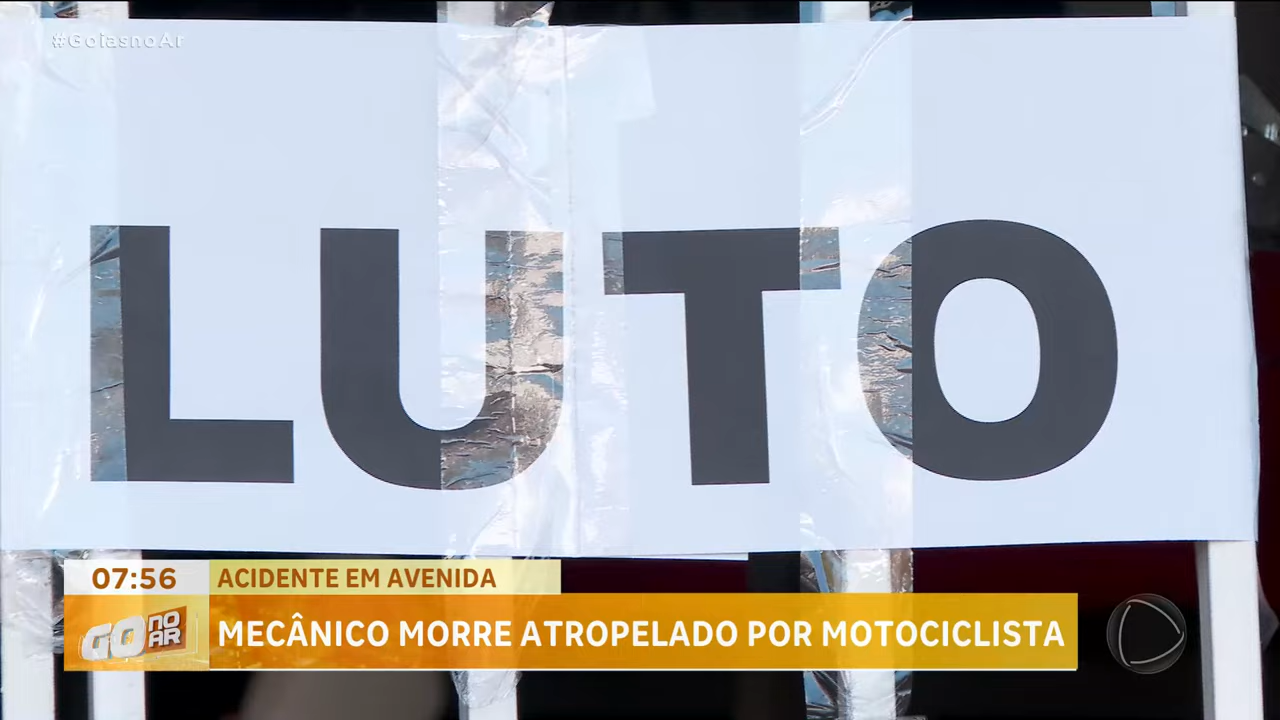 #GoiasnoAr
LUTO
07:56
ACIDENTE EM AVENIDA
GO NO AR
MECÂNICO MORRE ATROPELADO POR MOTOCICLISTA